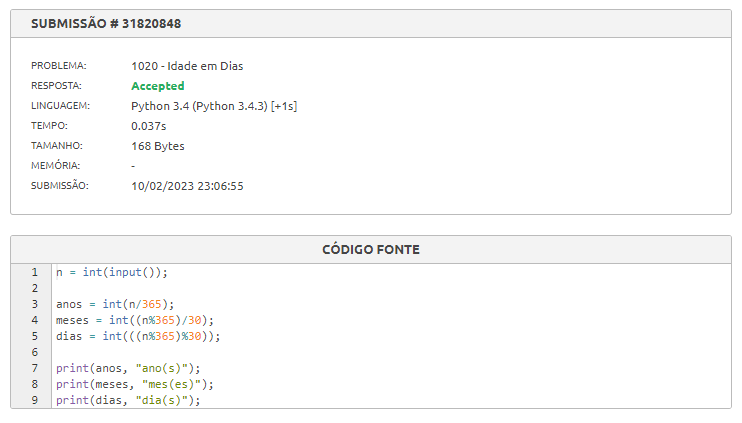 SUBMISSÃO # 31820848
PROBLEMA: 1020 - Idade em Dias
RESPOSTA: Accepted
LINGUAGEM: Python 3.4 (Python 3.4.3) [+1s]
TEMPO: 0.037s
TAMANHO: 168 Bytes
MEMÓRIA: -
SUBMISSÃO: 10/02/2023 23:06:55
CÓDIGO FONTE
1 n = int(input());
2
3 anos = int(n/365);
4 meses = int((n%365)/30);
5 dias = int(((n%365)%30));
6
7 print(anos, "ano(s)");
8 print(meses, "mes(es)");
9 print(dias, "dia(s)");